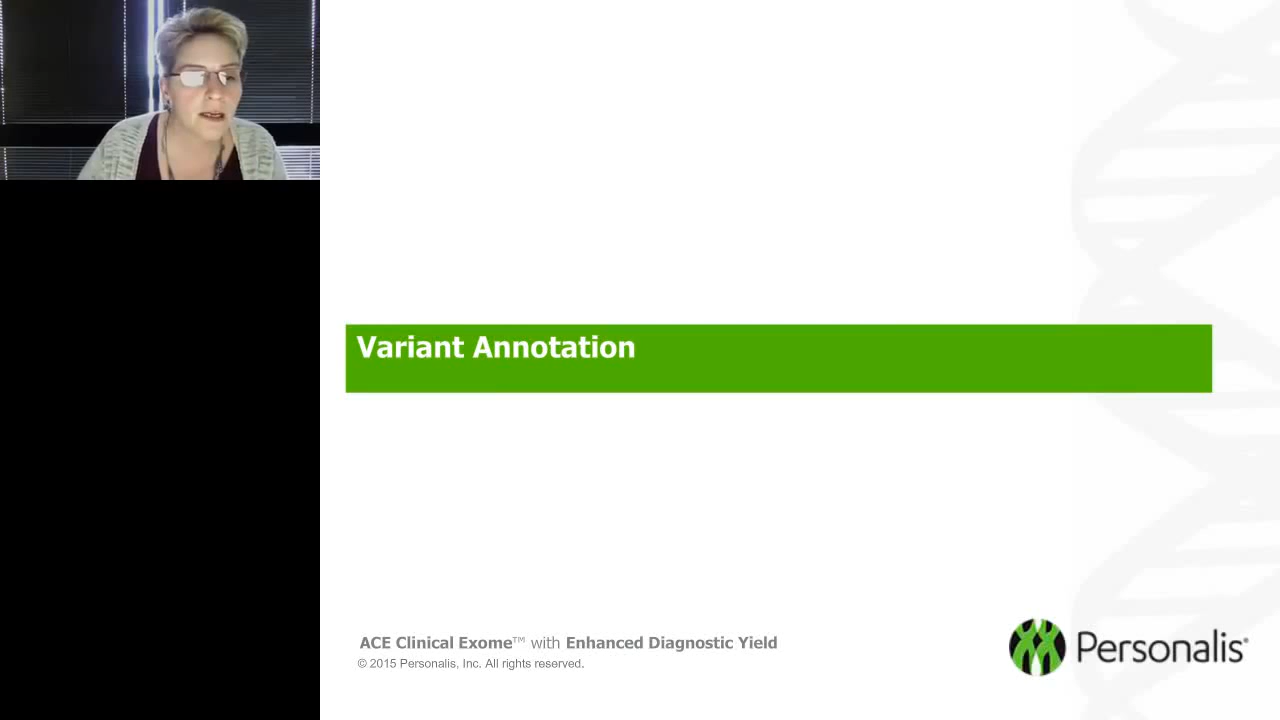 Variant Annotation
ACE Clinical Exome™ with Enhanced Diagnostic Yield
© 2015 Personalis, Inc. All rights reserved.
Personalis®